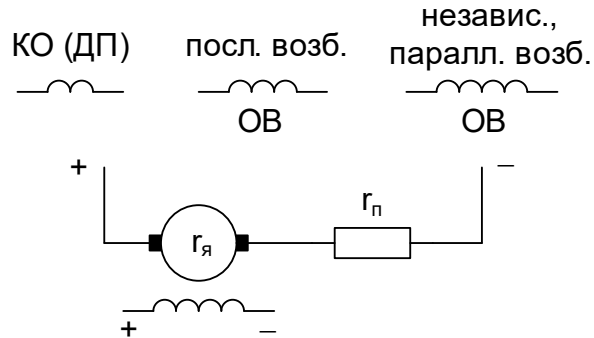 независ.,
КО (ДП) посл. возб. паралл. возб.
ОВ ОВ
+ –
rя rп
+ –